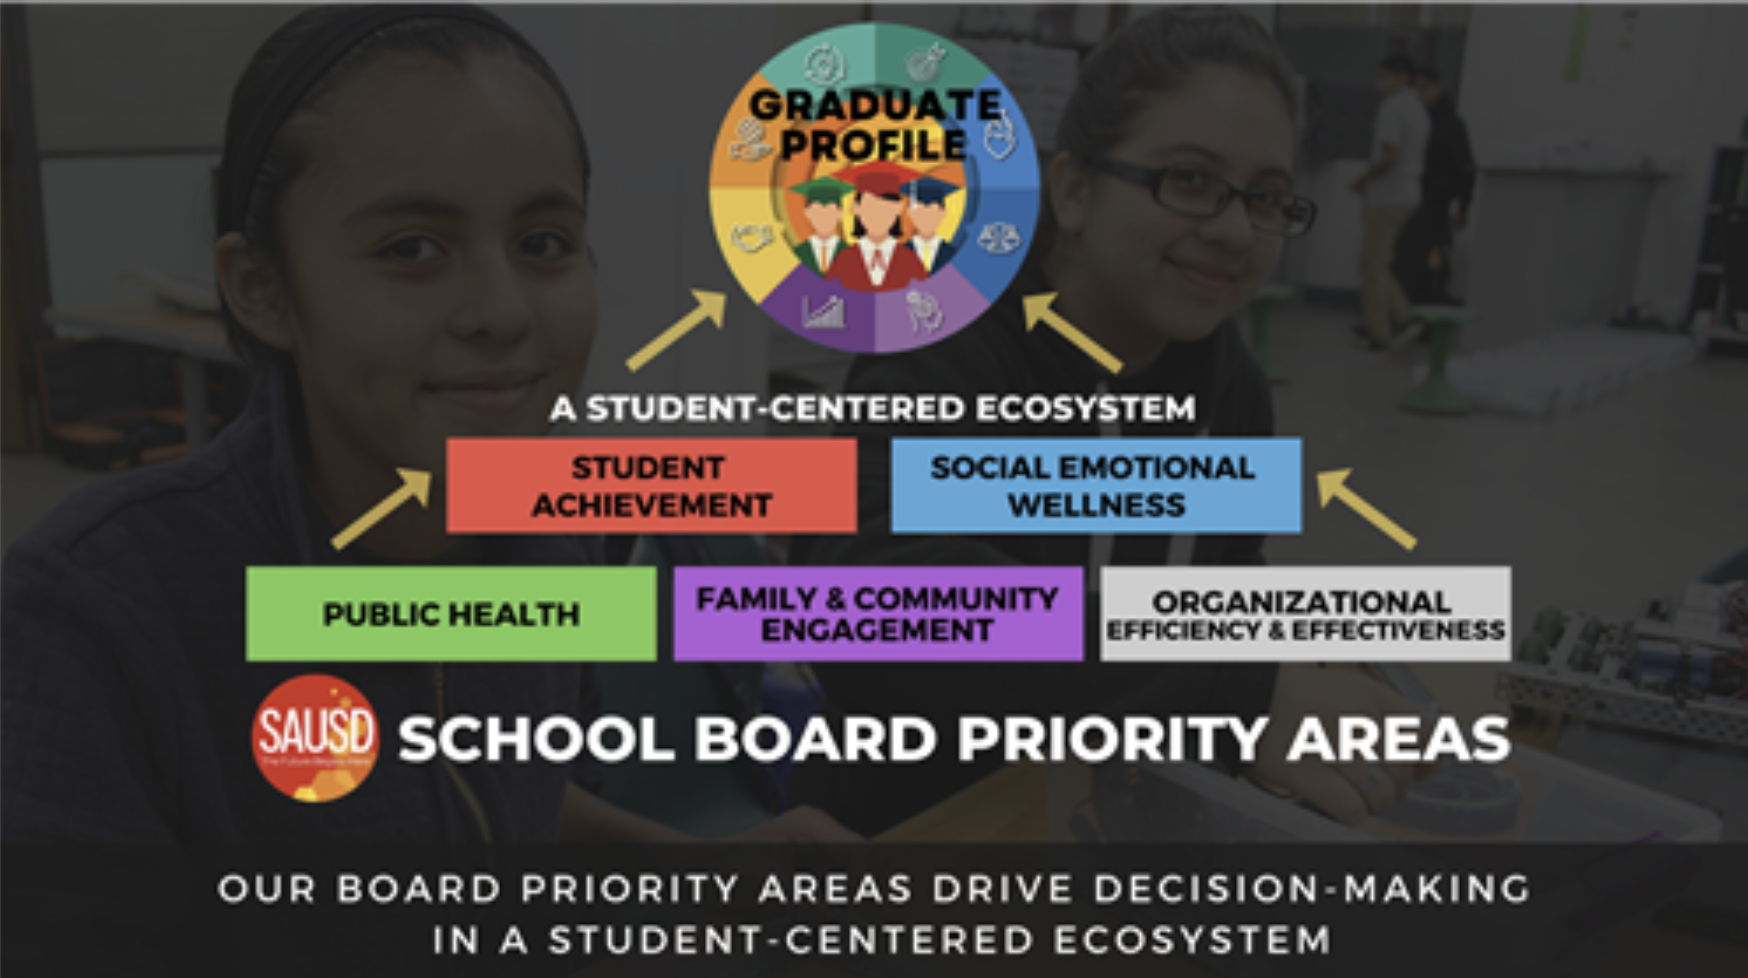 GRADUATE
PROFILE
A STUDENT-CENTERED ECOSYSTEM
STUDENT
ACHIEVEMENT
SOCIAL EMOTIONAL
WELLNESS
PUBLIC HEALTH
FAMILY & COMMUNITY
ENGAGEMENT
ORGANIZATIONAL
EFFICIENCY & EFFECTIVENESS
SAUSD
SCHOOL BOARD PRIORITY AREAS
OUR BOARD PRIORITY AREAS DRIVE DECISION-MAKING
IN A STUDENT-CENTERED ECOSYSTEM